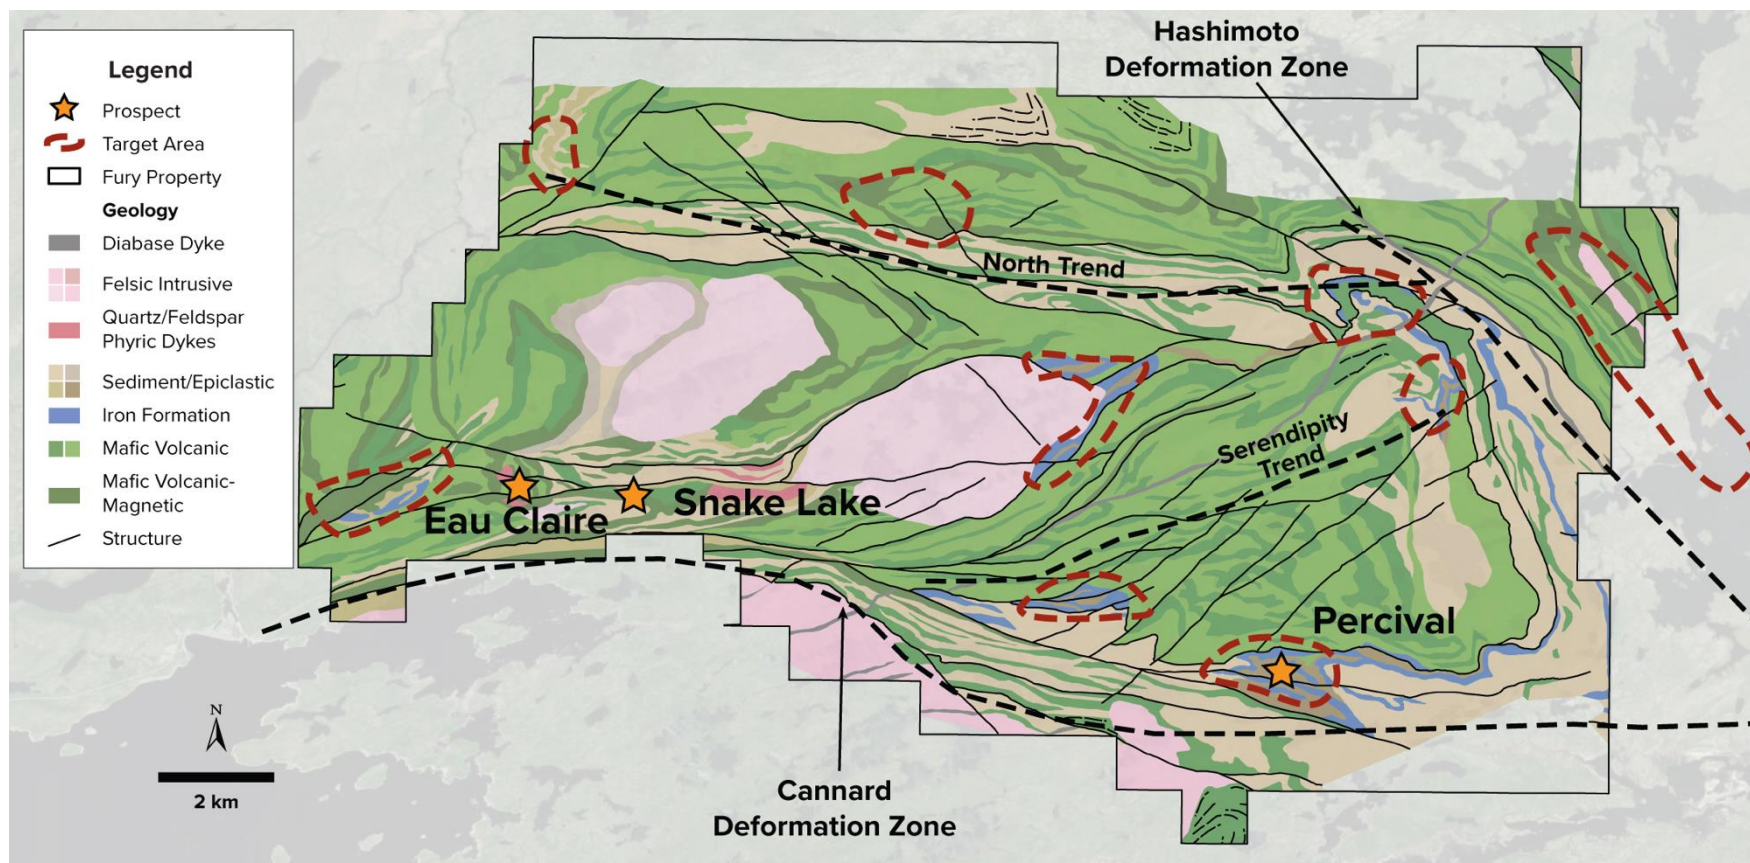 Legend
Prospect
Target Area
Fury Property
Geology
Diabase Dyke
Felsic Intrusive
Quartz/Feldspar
Phyric Dykes
Sediment/Epiclastic
Iron Formation
Mafic Volcanic
Mafic Volcanic-
Magnetic
Structure
Hashimoto
Deformation Zone
North Trend
Serendipity
Trend
Eau Claire
Snake Lake
Percival
Cannard
Deformation Zone
N
2 km